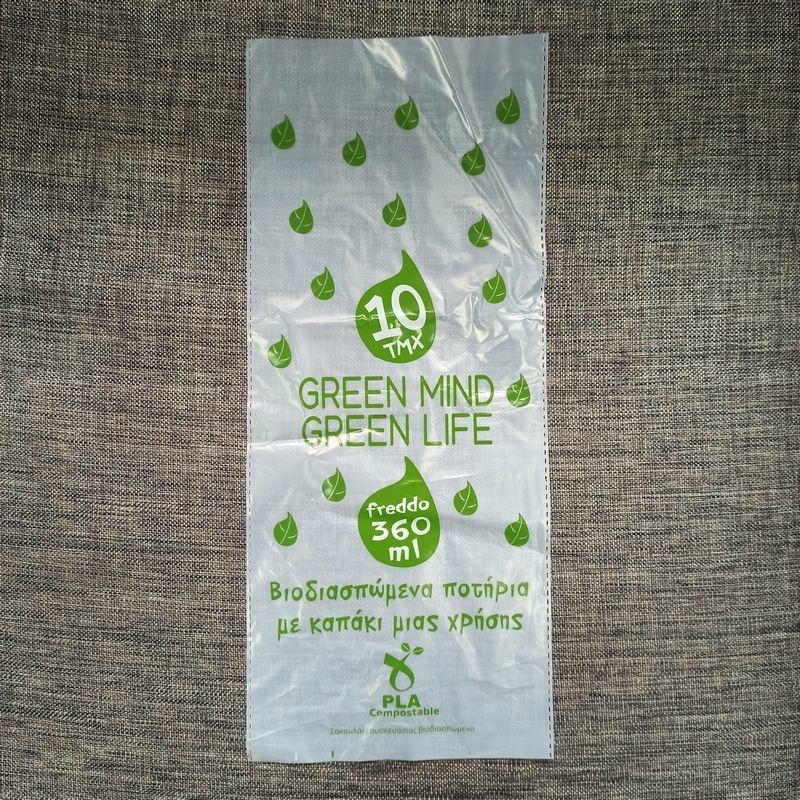 10
TMX
GREEN MIND
GREEN LIFE
freddo
360
ml
Βιοδιασπώμενα ποτήρια
με καπάκι μιας χρήσης
PLA
Compostable
Σακουλάκι συσκευασίας βιοδιασπώμενο